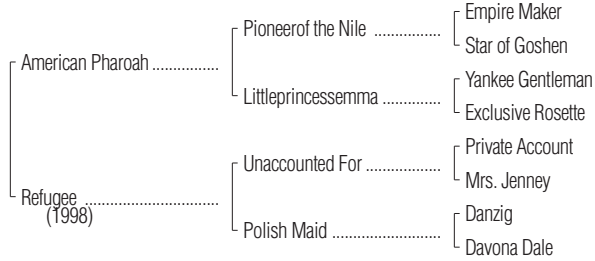 Empire Maker
Pioneerof the Nile ................
Star of Goshen
American Pharoah ................
Yankee Gentleman
Littleprincessemma ..............
Exclusive Rosette
Private Account
Unaccounted For ..................
Mrs. Jenney
Refugee ................................
(1998)
Danzig
Polish Maid ..........................
Davona Dale